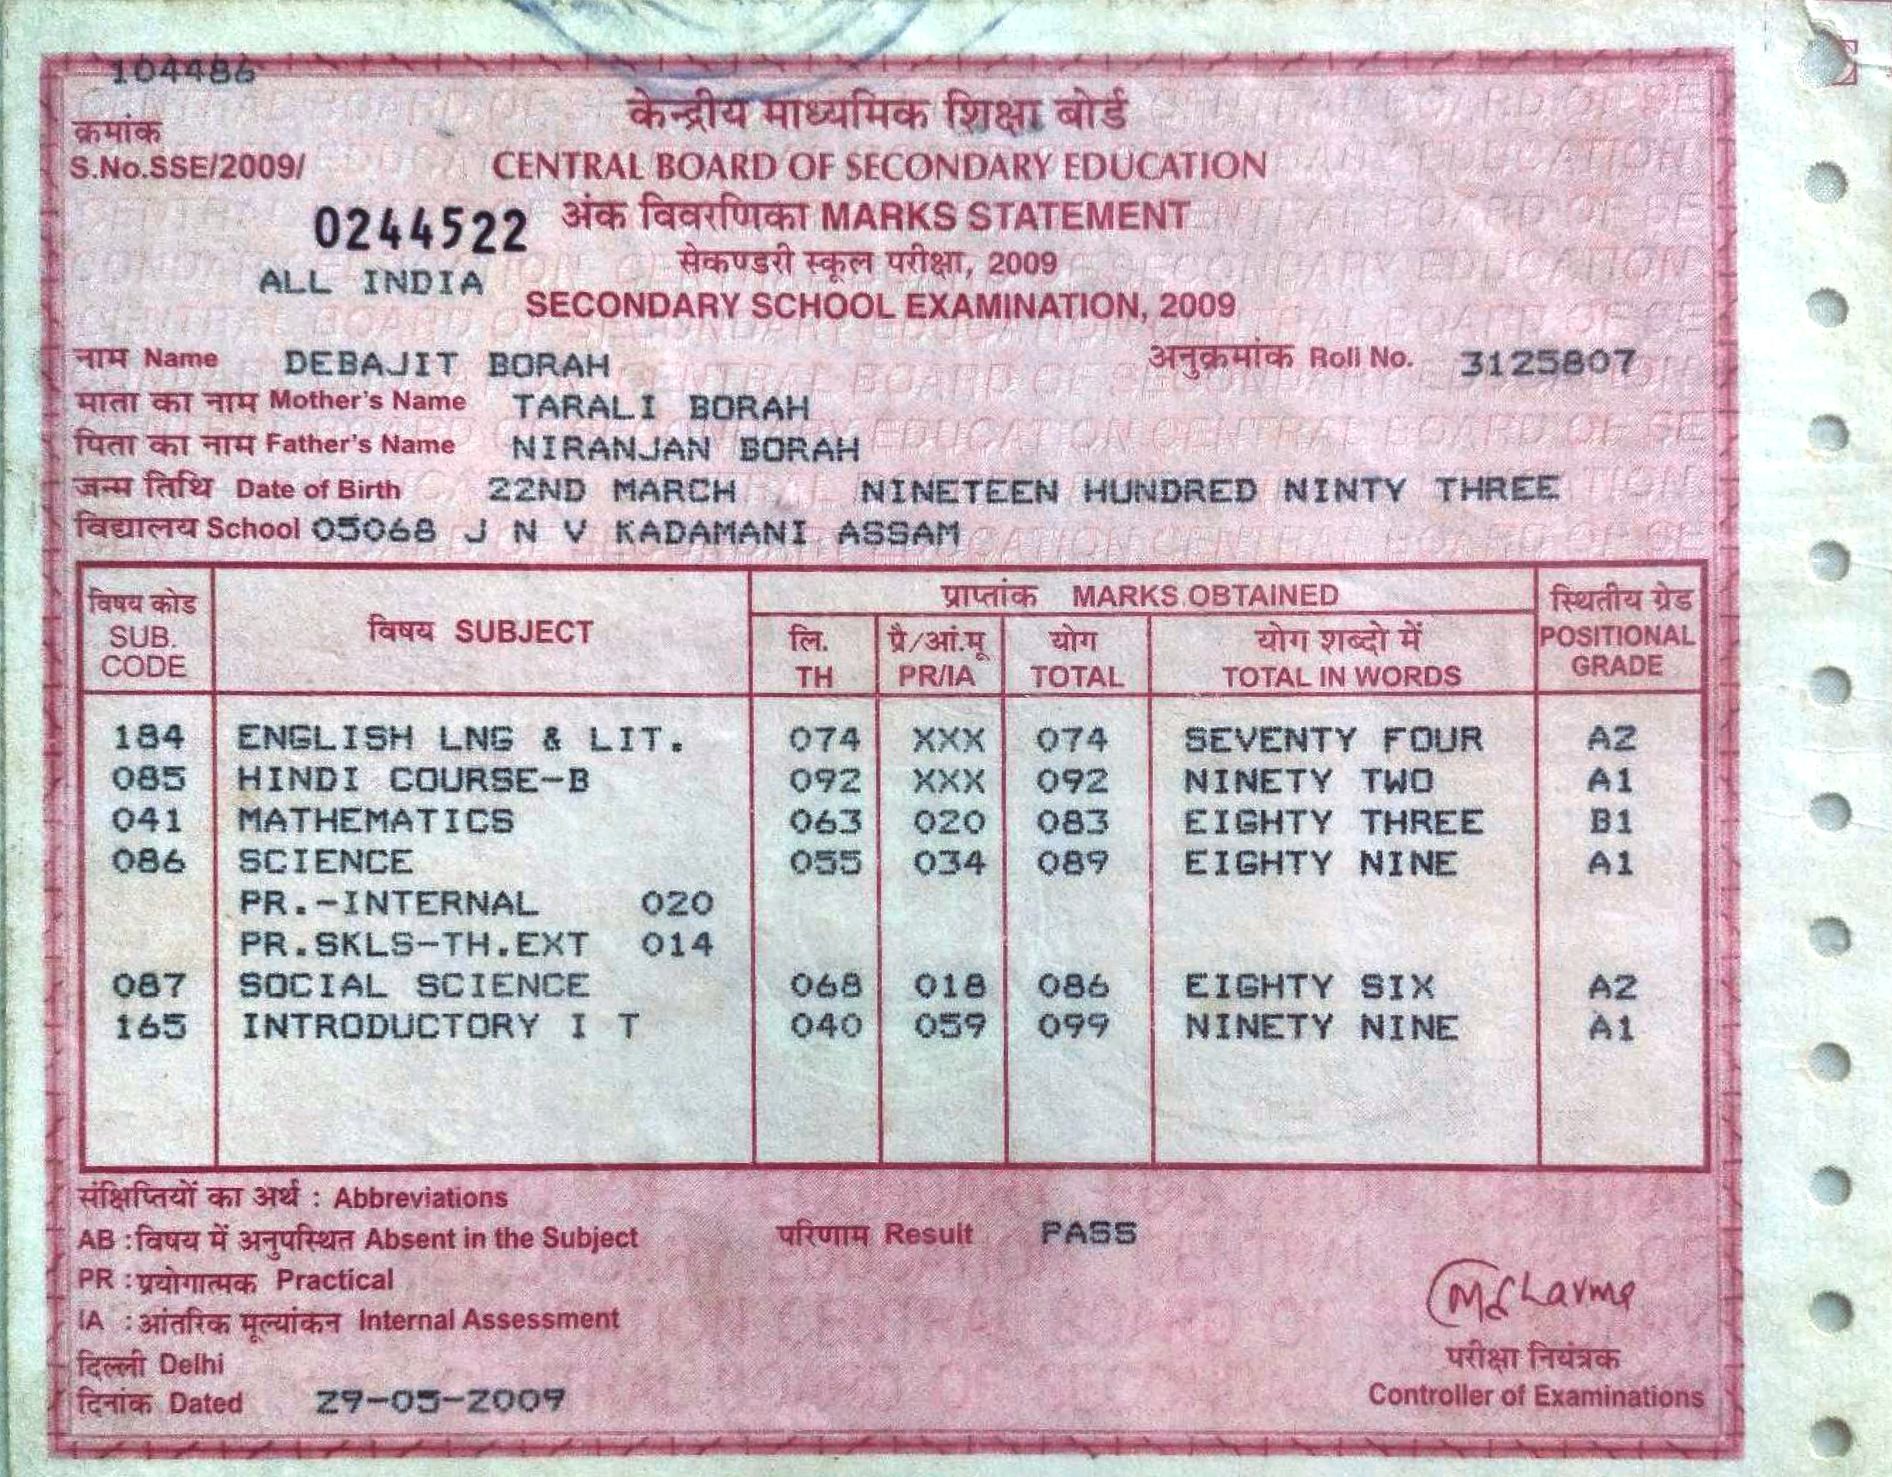 104486
केन्द्रीय माध्यमिक शिक्षा बोर्ड
क्रमांक
S.No.SSE/2009/
CENTRAL BOARD OF SECONDARY EDUCATION
0244522 अंक विवरणिका MARKS STATEMENT
सेकण्डरी स्कूल परीक्षा, 2009
ALL INDIA
SECONDARY SCHOOL EXAMINATION, 2009
नाम Name DEBAJIT BORAH अनुक्रमांक Roll No. 3125807
माता का नाम Mother's Name TARALI BORAH
पिता का नाम Father's Name NIRANJAN BORAH
जन्म तिथि Date of Birth 22ND MARCH NINETEEN HUNDRED NINTY THREE
विद्यालय School 05068 J N V KADAMANI ASSAM
विषय कोड SUB. CODE विषय SUBJECT प्राप्तांक MARKS OBTAINED स्थितीय ग्रेड POSITIONAL GRADE
लि. TH प्रै/आं.मू PR/IA योग TOTAL योग शब्दो में TOTAL IN WORDS
184 ENGLISH LNG & LIT. 074 XXX 074 SEVENTY FOUR A2
085 HINDI COURSE-B 092 XXX 092 NINETY TWO A1
041 MATHEMATICS 063 020 083 EIGHTY THREE B1
086 SCIENCE 055 034 089 EIGHTY NINE A1
PR.-INTERNAL 020
PR.SKLS-TH.EXT 014
087 SOCIAL SCIENCE 068 018 086 EIGHTY SIX A2
165 INTRODUCTORY I T 040 059 099 NINETY NINE A1
संक्षिप्तियों का अर्थ : Abbreviations
AB : विषय में अनुपस्थित Absent in the Subject परिणाम Result PASS
PR : प्रयोगात्मक Practical
IA : आंतरिक मूल्यांकन Internal Assessment
दिल्ली Delhi
परीक्षा नियंत्रक
दिनांक Dated 29-05-2009 Controller of Examinations